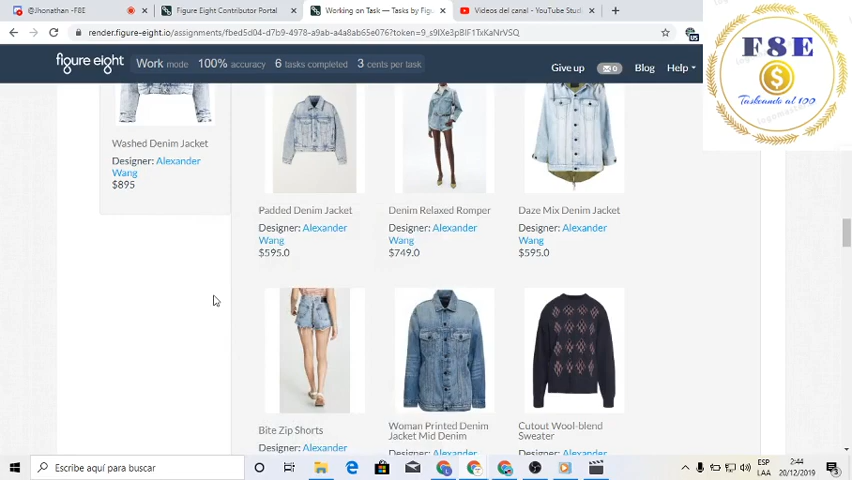 @Jhonathan -F8E
Figure Eight Contributor Portal
Working on Task — Tasks by Figu
Videos del canal - YouTube Stud
render.figure-eight.io/assignments/fbed5d04-d7b9-4978-a9ab-a4a8ab65e076?token=9_s9IXe3pBIF1TxKaNrVSQ
figure eight
Work mode
100% accuracy
6 tasks completed
3 cents per task
Give up
0
Blog
Help
F8E
Taskeando al 100
Washed Denim Jacket
Designer: Alexander
Wang
$895
Padded Denim Jacket
Designer: Alexander
Wang
$595.0
Denim Relaxed Romper
Designer: Alexander
Wang
$749.0
Daze Mix Denim Jacket
Designer: Alexander
Wang
$595.0
Bite Zip Shorts
Designer: Alexander
Woman Printed Denim
Jacket Mid Denim
Designer: Alexander
Cutout Wool-blend
Sweater
Designer: Alexander
Escribe aquí para buscar
ESP
LAA
2:44
20/12/2019
3